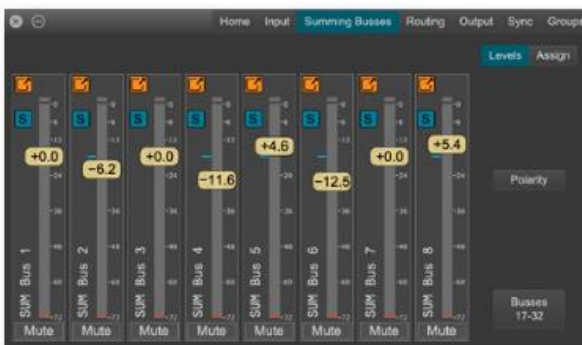 Home Input Summing Busses Routing Output Sync Groups
Levels Assign
S S S S S S S S
+0.0 -6.2 +0.0 -11.6 +4.6 -12.5 +0.0 +5.4
Polarity
SUM Bus 1
SUM Bus 2
SUM Bus 3
SUM Bus 4
SUM Bus 5
SUM Bus 6
SUM Bus 7
SUM Bus 8
Busses
17-32
Mute Mute Mute Mute Mute Mute Mute Mute